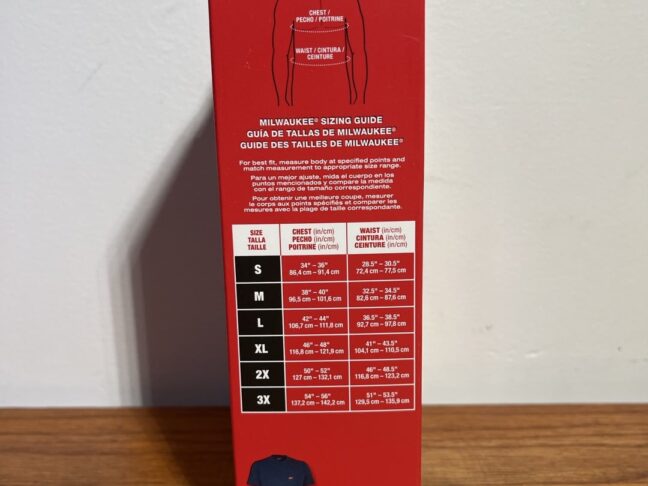 CHEST /
PECHO / POITRINE
WAIST / CINTURA /
CEINTURE
MILWAUKEE® SIZING GUIDE
GUÍA DE TALLAS DE MILWAUKEE®
GUIDE DES TAILLES DE MILWAUKEE®
For best fit, measure body at specified points and
match measurement to appropriate size range.
Para un mejor ajuste, mida el cuerpo en los
puntos mencionados y compare la medida
con el rango de tamaño correspondiente.
Pour obtenir une meilleure coupe, mesurer
le corps aux points spécifiés et comparer les
mesures avec la plage de taille correspondante.
SIZE
TALLA
TAILLE
CHEST (in/cm)
PECHO (in/cm)
POITRINE (in/cm)
WAIST (in/cm)
CINTURA (in/cm)
CEINTURE (in/cm)
S
34" – 36"
86,4 cm – 91,4 cm
28.5" – 30.5"
72,4 cm – 77,5 cm
M
38" – 40"
96,5 cm – 101,6 cm
32.5" – 34.5"
82,6 cm – 87,6 cm
L
42" – 44"
106,7 cm – 111,8 cm
36.5" – 38.5"
92,7 cm – 97,8 cm
XL
46" – 48"
116,8 cm – 121,9 cm
41" – 43.5"
104,1 cm – 110,5 cm
2X
50" – 52"
127 cm – 132,1 cm
46" – 48.5"
116,8 cm – 123,2 cm
3X
54" – 56"
137,2 cm – 142,2 cm
51" – 53.5"
129,5 cm – 135,9 cm